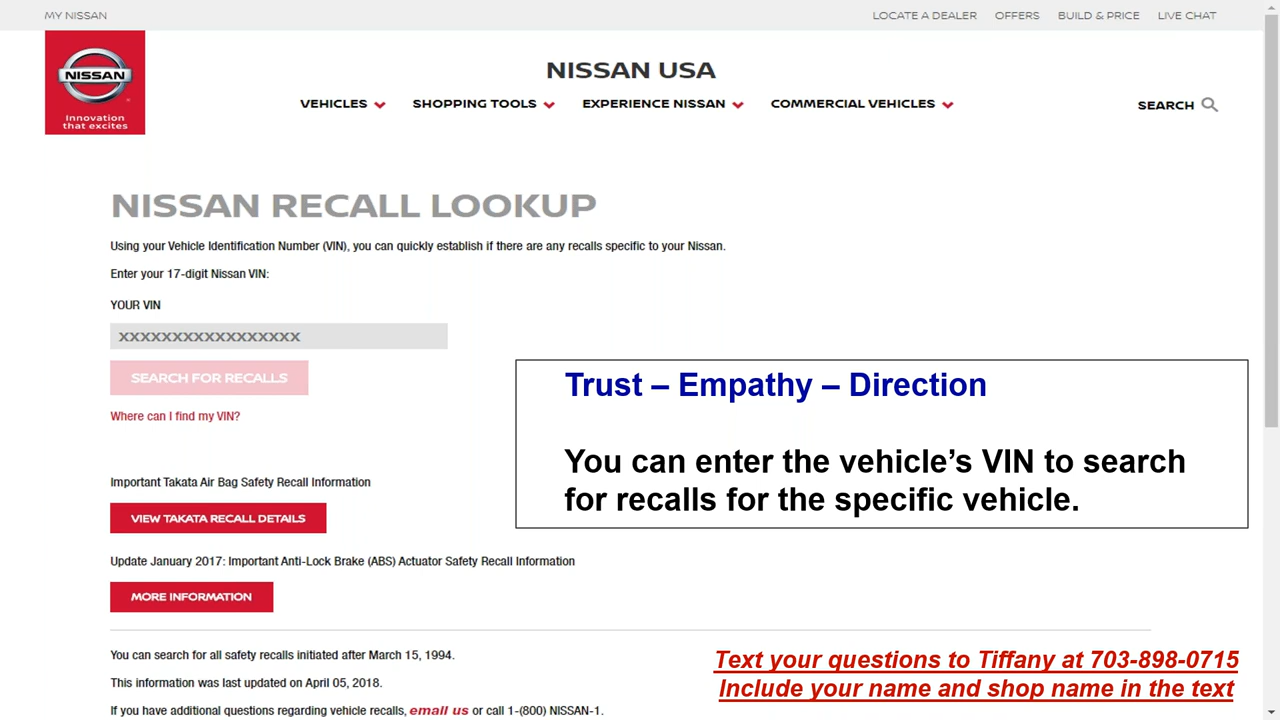 MY NISSAN
LOCATE A DEALER OFFERS BUILD & PRICE LIVE CHAT
NISSAN
Innovation
that excites
NISSAN USA
VEHICLES SHOPPING TOOLS EXPERIENCE NISSAN COMMERCIAL VEHICLES
SEARCH
NISSAN RECALL LOOKUP
Using your Vehicle Identification Number (VIN), you can quickly establish if there are any recalls specific to your Nissan.
Enter your 17-digit Nissan VIN:
YOUR VIN
XXXXXXXXXXXXXXXXX
SEARCH FOR RECALLS
Where can I find my VIN?
Trust – Empathy – Direction
You can enter the vehicle’s VIN to search
for recalls for the specific vehicle.
Important Takata Air Bag Safety Recall Information
VIEW TAKATA RECALL DETAILS
Update January 2017: Important Anti-Lock Brake (ABS) Actuator Safety Recall Information
MORE INFORMATION
You can search for all safety recalls initiated after March 15, 1994.
This information was last updated on April 05, 2018.
If you have additional questions regarding vehicle recalls, email us or call 1-(800) NISSAN-1.
Text your questions to Tiffany at 703-898-0715
Include your name and shop name in the text